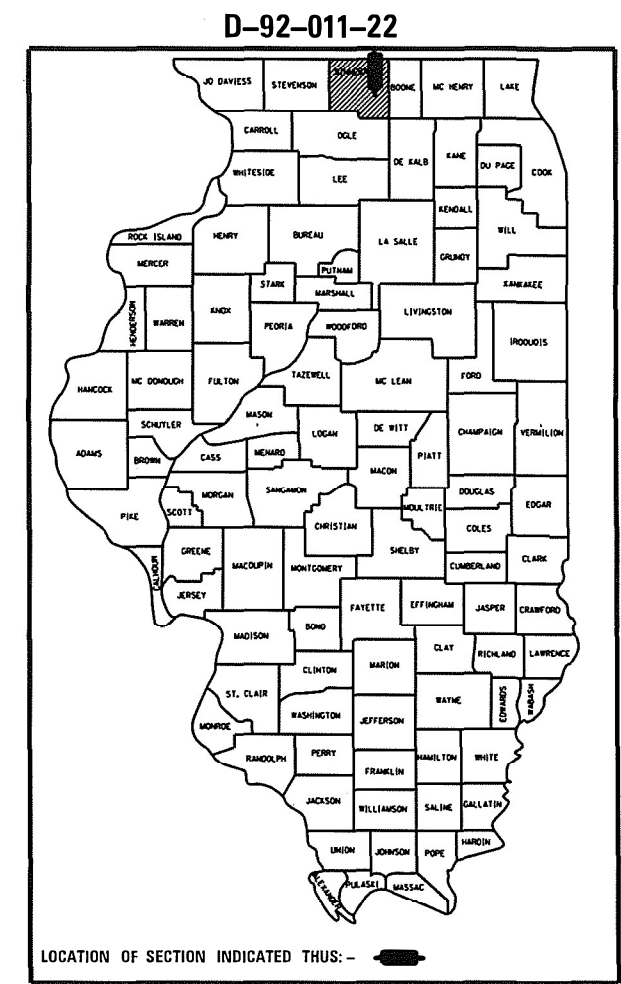 D-92-011-22
JO DAVIESS STEVENSON BOONE MC HENRY LAKE
CARROLL OGLE
WHITESIDE LEE DE KALB KANE DU PAGE COOK
ROCK ISLAND HENRY BUREAU LA SALLE KENDALL WILL
MERCER PUTNAM GRUNDY
HENDERSON WARREN KNOX STARK MARSHALL KANKAKEE
PEORIA WOODFORD LIVINGSTON IROQUOIS
HANCOCK MC DONOUGH FULTON TAZEWELL MC LEAN FORD
MASON
SCHUYLER LOGAN DE WITT CHAMPAIGN VERMILION
ADAMS BROWN CASS MENARD PIATT
MACON
PIKE SCOTT MORGAN SANGAMON MOULTRIE DOUGLAS EDGAR
CHRISTIAN COLES
CALHOUN GREENE MACOUPIN MONTGOMERY SHELBY CUMBERLAND CLARK
JERSEY FAYETTE EFFINGHAM JASPER CRAWFORD
MADISON BOND
CLINTON MARION CLAY RICHLAND LAWRENCE
ST. CLAIR WAYNE EDWARDS WABASH
MONROE WASHINGTON JEFFERSON
RANDOLPH PERRY FRANKLIN HAMILTON WHITE
JACKSON WILLIAMSON SALINE GALLATIN
UNION JOHNSON POPE HARDIN
ALEXANDER PULASKI MASSAC
LOCATION OF SECTION INDICATED THUS:-